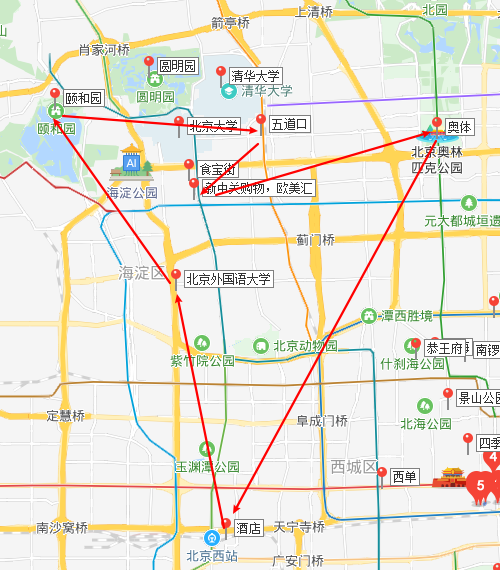 北园
上清桥
箭亭桥
肖家河桥
圆明园
清华大学
清华大学
圆明园
颐和园
颐和园
北京大学
五道口
奥体
北京奥林
匹克公园
食宝街
AI
海淀公园
新中关购物，欧美汇
元大都城垣遗
蓟门桥
海淀区
北京外国语大学
潭西胜境
紫竹院公园
北京动物园
恭王府
南锣
什刹海公园
景山公园
定慧桥
阜成门桥
北海公园
四季
4
玉渊潭公园
西城区
西单
5
南沙窝桥
酒店
天宁寺桥
北京西站
广安门桥